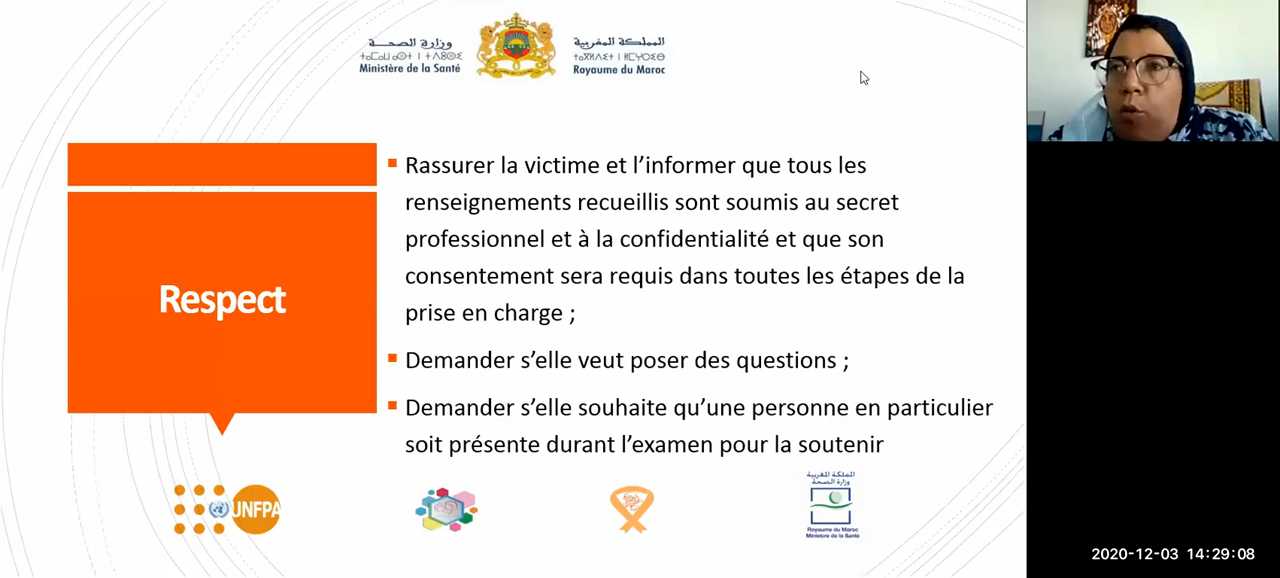 وزارة الصحة
ⵜⴰⵎⴰⵡⴰⵙⵜ ⵏ ⵜⴷⵓⵙⵉ
Ministère de la Santé
المملكة المغربية
ⵜⴰⴳⵍⴷⵉⵜ ⵏ ⵍⵎⵖⵔⵉⴱ
Royaume du Maroc
Respect
Rassurer la victime et l’informer que tous les
renseignements recueillis sont soumis au secret
professionnel et à la confidentialité et que son
consentement sera requis dans toutes les étapes de la
prise en charge ;
Demander s’elle veut poser des questions ;
Demander s’elle souhaite qu’une personne en particulier
soit présente durant l’examen pour la soutenir
UNFPA
المملكة المغربية
وزارة الصحة
Royaume du Maroc
Ministère de la Santé
2020-12-03 14:29:08